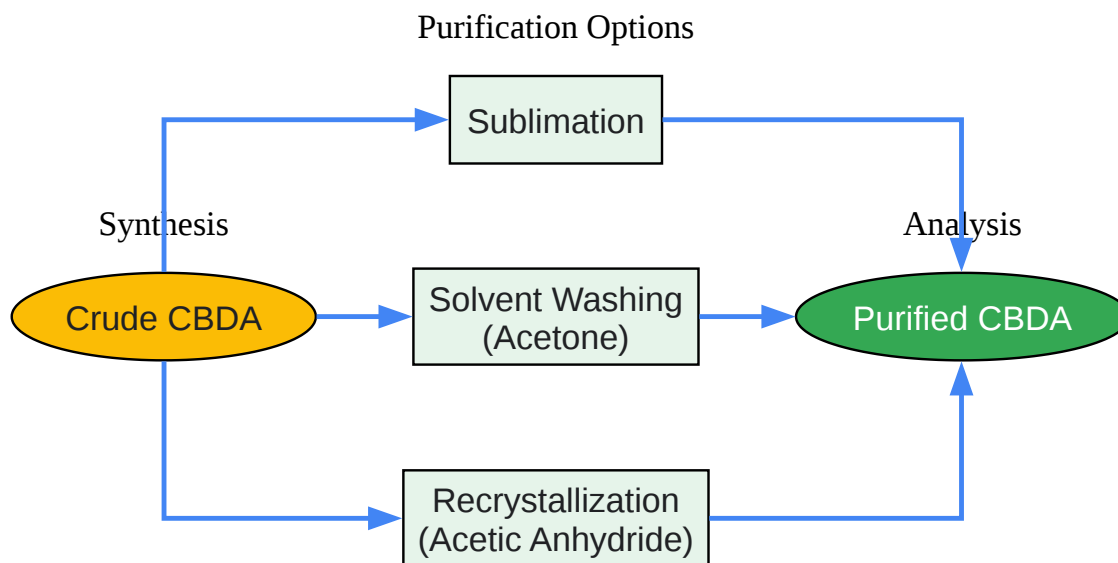 Purification Options
Sublimation
Synthesis
Analysis
Crude CBDA
Solvent Washing
(Acetone)
Purified CBDA
Recrystallization
(Acetic Anhydride)